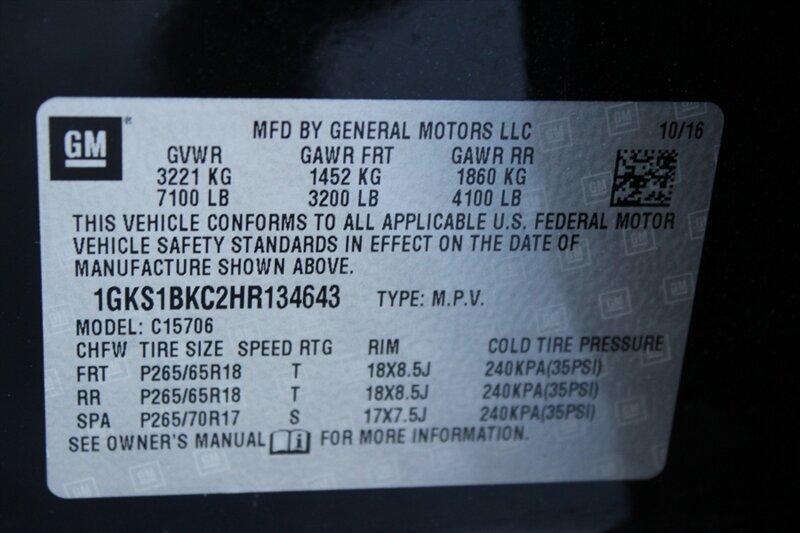 GM MFD BY GENERAL MOTORS LLC 10/16
GVWR GAWR FRT GAWR RR
3221 KG 1452 KG 1860 KG
7100 LB 3200 LB 4100 LB
THIS VEHICLE CONFORMS TO ALL APPLICABLE U.S. FEDERAL MOTOR
VEHICLE SAFETY STANDARDS IN EFFECT ON THE DATE OF
MANUFACTURE SHOWN ABOVE.
1GKS1BKC2HR134643 TYPE: M.P.V.
MODEL: C15706
CHFW TIRE SIZE SPEED RTG RIM COLD TIRE PRESSURE
FRT P265/65R18 T 18X8.5J 240KPA(35PSI)
RR P265/65R18 T 18X8.5J 240KPA(35PSI)
SPA P265/70R17 S 17X7.5J 240KPA(35PSI)
SEE OWNER'S MANUAL i FOR MORE INFORMATION.